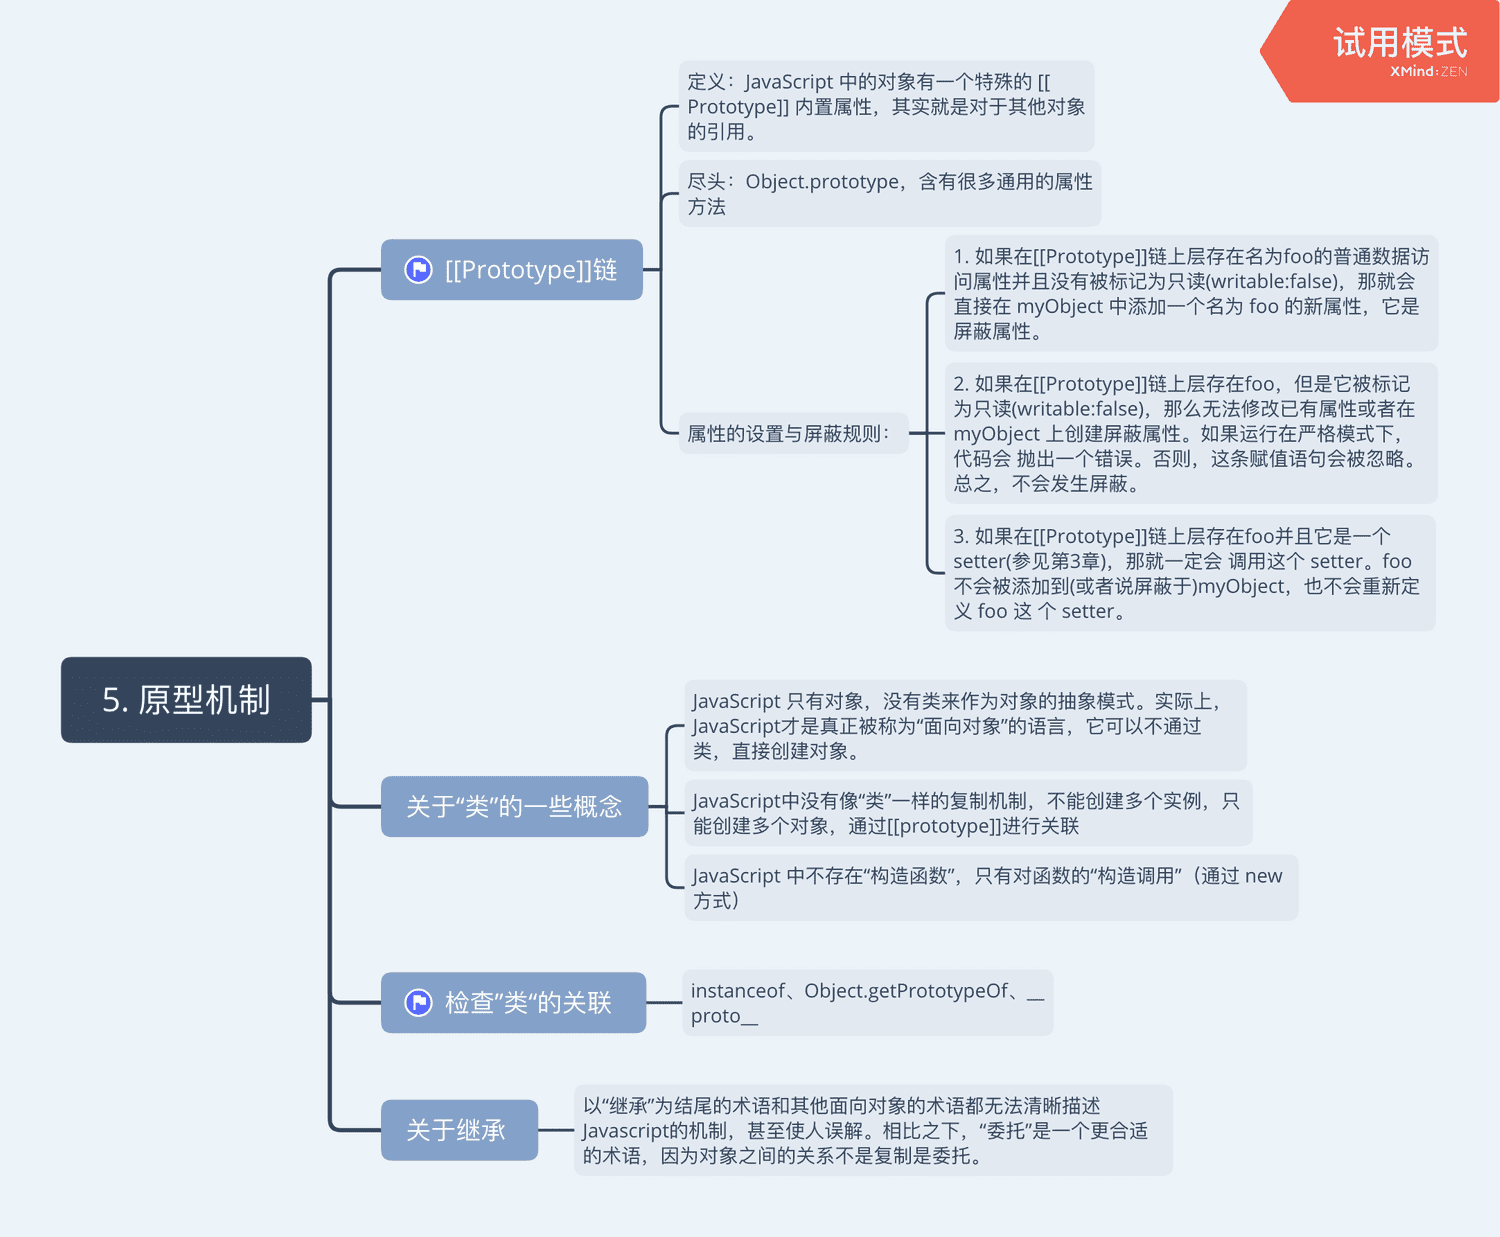 试用模式
XMind:ZEN
定义：JavaScript 中的对象有一个特殊的 [[
Prototype]] 内置属性，其实就是对于其他对象
的引用。
尽头：Object.prototype，含有很多通用的属性
方法
[[Prototype]]链
1. 如果在[[Prototype]]链上层存在名为foo的普通数据访
问属性并且没有被标记为只读(writable:false)，那就会
直接在 myObject 中添加一个名为 foo 的新属性，它是
屏蔽属性。
2. 如果在[[Prototype]]链上层存在foo，但是它被标记
为只读(writable:false)，那么无法修改已有属性或者在
myObject 上创建屏蔽属性。如果运行在严格模式下，
代码会 抛出一个错误。否则，这条赋值语句会被忽略。
总之，不会发生屏蔽。
属性的设置与屏蔽规则：
3. 如果在[[Prototype]]链上层存在foo并且它是一个
setter(参见第3章)，那就一定会 调用这个 setter。foo
不会被添加到(或者说屏蔽于)myObject，也不会重新定
义 foo 这 个 setter。
5. 原型机制
JavaScript 只有对象，没有类来作为对象的抽象模式。实际上，
JavaScript才是真正被称为“面向对象”的语言，它可以不通过
类，直接创建对象。
关于“类”的一些概念
JavaScript中没有像“类”一样的复制机制，不能创建多个实例，只
能创建多个对象，通过[[prototype]]进行关联
JavaScript 中不存在“构造函数”，只有对函数的“构造调用”（通过 new
方式）
检查”类“的关联
instanceof、Object.getPrototypeOf、__
proto__
关于继承
以“继承”为结尾的术语和其他面向对象的术语都无法清晰描述
Javascript的机制，甚至使人误解。相比之下，“委托”是一个更合适
的术语，因为对象之间的关系不是复制是委托。